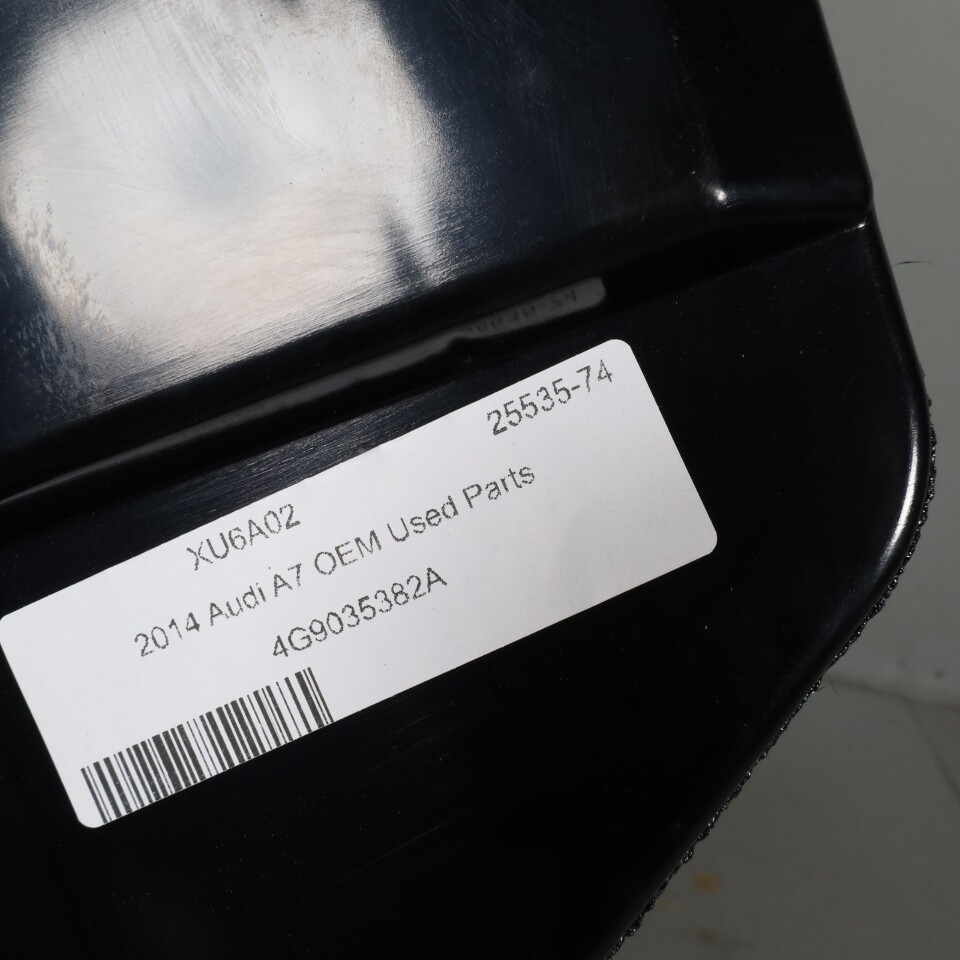 25535-74
XU6A02
2014 Audi A7 OEM Used Parts
4G9035382A